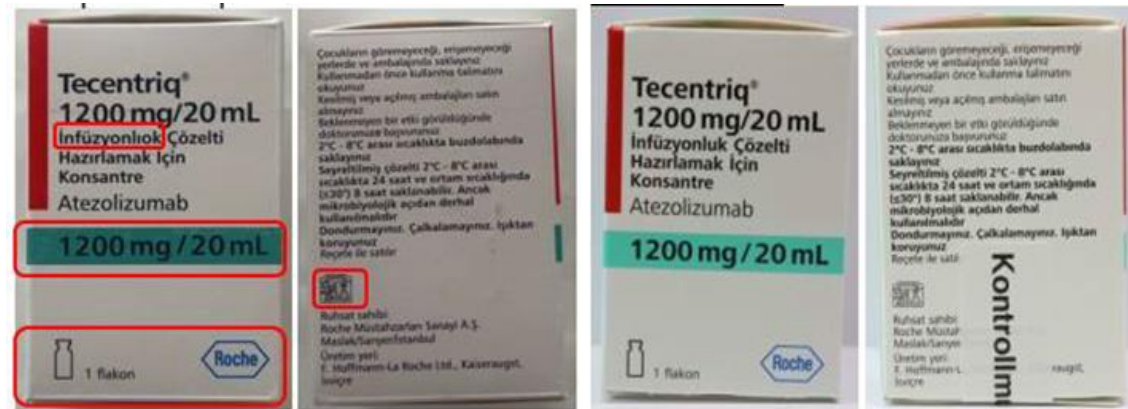 Tecentriq®
1200 mg/20 mL
İnfüzyonlıok Çözelti
Hazırlamak İçin
Konsantre
Atezolizumab
1200 mg / 20 mL
1 flakon
Roche
Çocukların göremeyeceği, erişemeyeceği
yerlerde ve ambalajında saklayınız
Kullanmadan önce kullanma talimatını
okuyunuz
Kesilmiş veya açılmış ambalajları satın
almayınız
Beklenmeyen bir etki görüldüğünde
doktorunuza başvurunuz
2°C - 8°C arası sıcaklıkta buzdolabında
saklayınız
Seyreltilmiş çözelti 2°C - 8°C arası
sıcaklıkta 24 saat ve ortam sıcaklığında
(≤30°) 8 saat saklanabilir. Ancak
mikrobiyolojik açıdan derhal
kullanılmalıdır
Dondurmayınız. Çalkalamayınız. Işıktan
koruyunuz
Reçete ile satılır
Ruhsat sahibi
Roche Müstahzarları Sanayi A.Ş.
Maslak/Sarıyer/İstanbul
Üretim yeri
F. Hoffmann-La Roche Ltd., Kaiseraugst,
İsviçre
Tecentriq®
1200 mg/20 mL
İnfüzyonluk Çözelti
Hazırlamak İçin
Konsantre
Atezolizumab
1200 mg / 20 mL
1 flakon
Roche
Çocukların göremeyeceği, erişemeyeceği
yerlerde ve ambalajında saklayınız
Kullanmadan önce kullanma talimatını
okuyunuz
Kesilmiş veya açılmış ambalajları satın
almayınız
Beklenmeyen bir etki görüldüğünde
doktorunuza başvurunuz
2°C - 8°C arası sıcaklıkta buzdolabında
saklayınız
Seyreltilmiş çözelti 2°C - 8°C arası
sıcaklıkta 24 saat ve ortam sıcaklığında
(≤30°) 8 saat saklanabilir. Ancak
mikrobiyolojik açıdan derhal
kullanılmalıdır
Dondurmayınız. Çalkalamayınız. Işıktan
koruyunuz
Reçete ile satıl
Ruhsat sahibi
Roche Müstah
Maslak/Sarıyer
Üretim yeri
F. Hoffmann-L raugst,
İsviçre
Kontrollmu